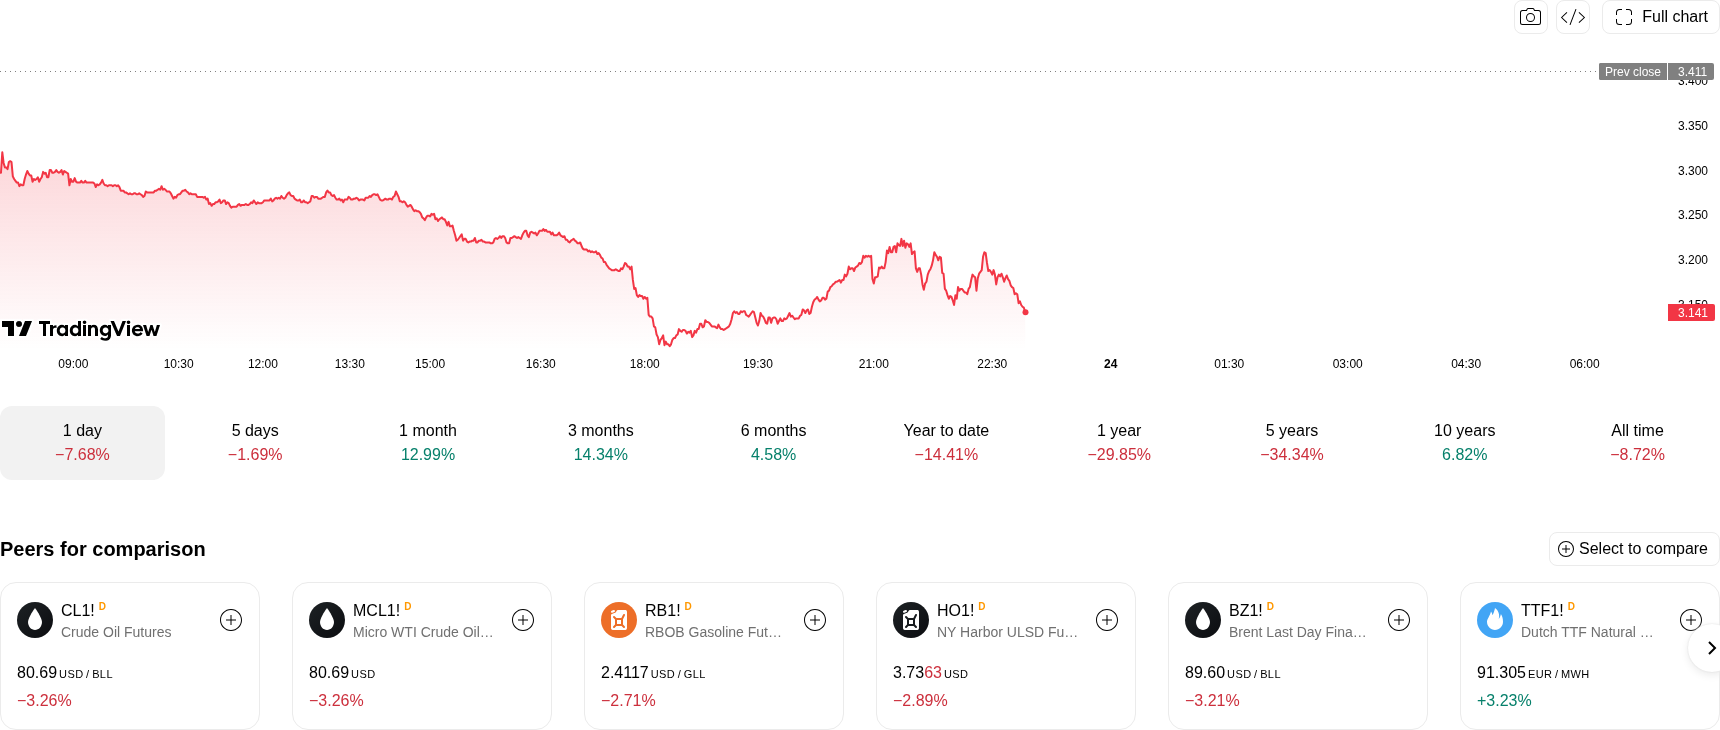 Full chart
Prev close 3.411
3.400
3.350
3.300
3.250
3.200
3.150
3.141
TradingView
09:00 10:30 12:00 13:30 15:00 16:30 18:00 19:30 21:00 22:30 24 01:30 03:00 04:30 06:00
1 day 5 days 1 month 3 months 6 months Year to date 1 year 5 years 10 years All time
−7.68% −1.69% 12.99% 14.34% 4.58% −14.41% −29.85% −34.34% 6.82% −8.72%
Peers for comparison
Select to compare
CL1! D
Crude Oil Futures
80.69 USD / BLL
−3.26%
MCL1! D
Micro WTI Crude Oil…
80.69 USD
−3.26%
RB1! D
RBOB Gasoline Fut…
2.4117 USD / GLL
−2.71%
HO1! D
NY Harbor ULSD Fu…
3.7363 USD
−2.89%
BZ1! D
Brent Last Day Fina…
89.60 USD / BLL
−3.21%
TTF1! D
Dutch TTF Natural …
91.305 EUR / MWH
+3.23%